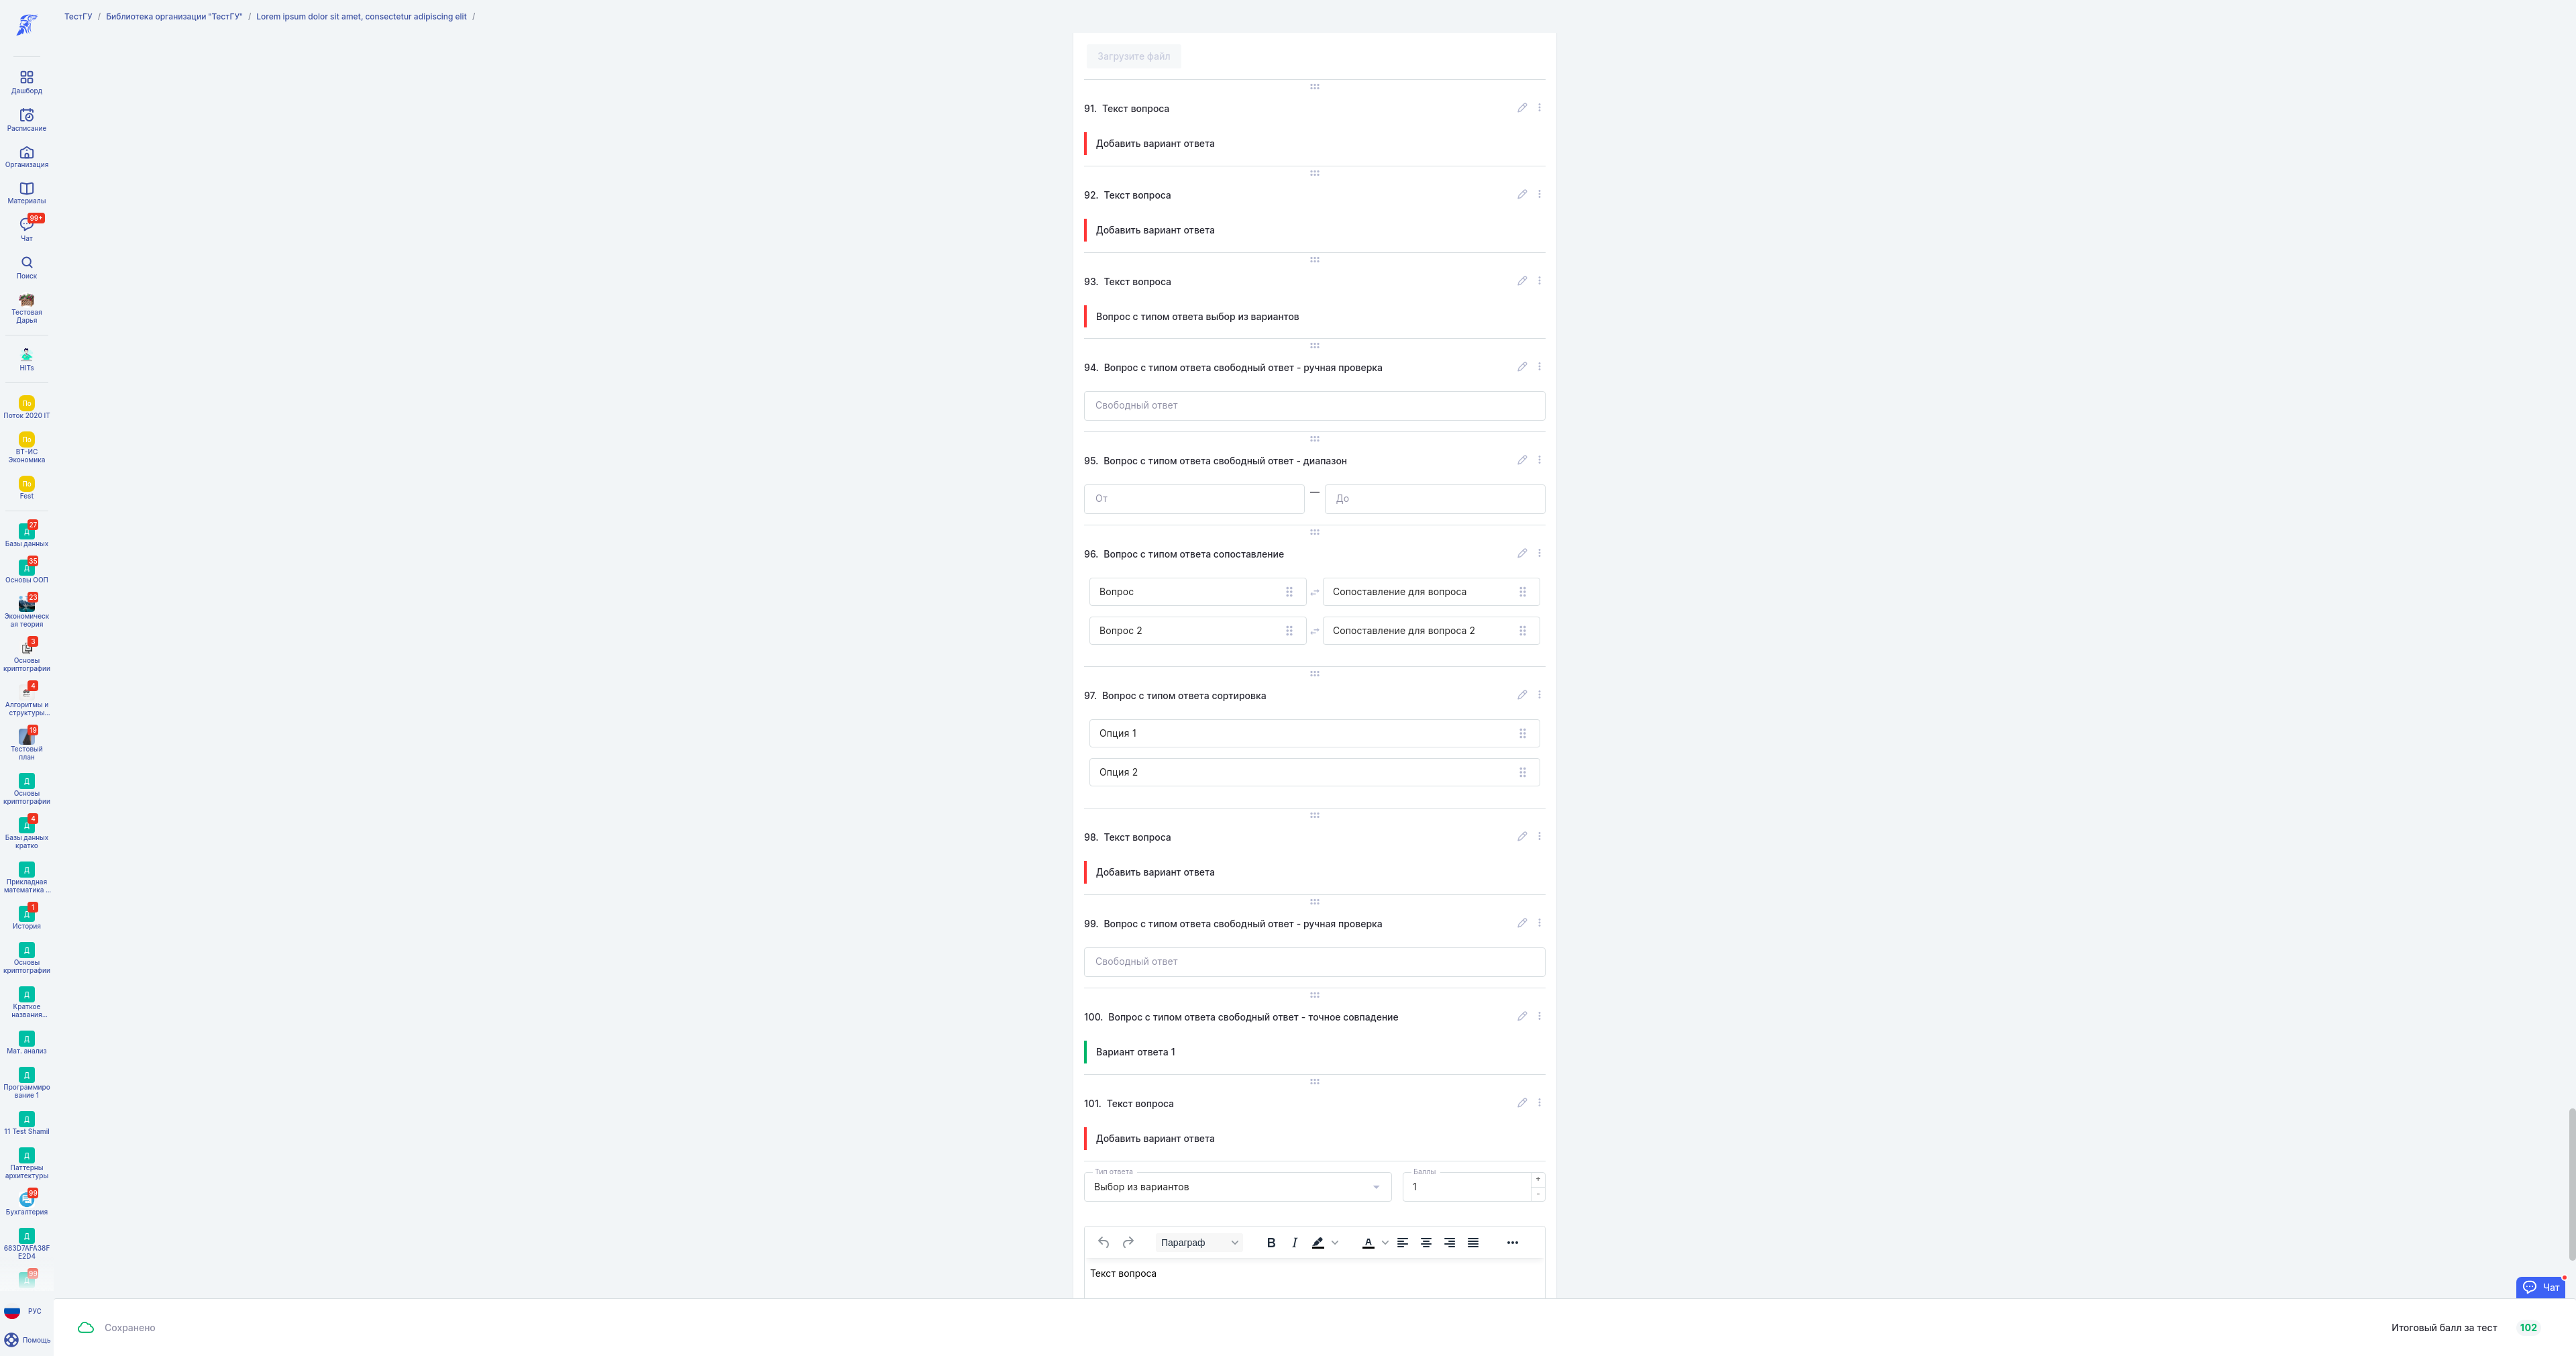 ТестГУ / Библиотека организации "ТестГУ" / Lorem ipsum dolor sit amet, consectetur adipiscing elit /
Дашборд
Расписание
Организация
Материалы
99+
Чат
Поиск
Тестовая
Дарья
HITs
По
Поток 2020 IT
По
ВТ-ИС
Экономика
По
Fest
27
Д
Базы данных
35
Д
Основы ООП
23
Экономическ
ая теория
3
Основы
криптографии
4
Алгоритмы и
структуры...
19
Тестовый
план
Д
Основы
криптографии
4
Д
Базы данных
кратко
Д
Прикладная
математика ...
1
Д
История
Д
Основы
криптографии
Д
Краткое
названия...
Д
Мат. анализ
Д
Программиро
вание 1
Д
11 Test Shamil
Д
Паттерны
архитектуры
99
Бухгалтерия
Д
683D7AFA38F
E2D4
99
Д
РУС
Помощь
Загрузите файл
91. Текст вопроса
Добавить вариант ответа
92. Текст вопроса
Добавить вариант ответа
93. Текст вопроса
Вопрос с типом ответа выбор из вариантов
94. Вопрос с типом ответа свободный ответ - ручная проверка
Свободный ответ
95. Вопрос с типом ответа свободный ответ - диапазон
От — До
96. Вопрос с типом ответа сопоставление
Вопрос Сопоставление для вопроса
Вопрос 2 Сопоставление для вопроса 2
97. Вопрос с типом ответа сортировка
Опция 1
Опция 2
98. Текст вопроса
Добавить вариант ответа
99. Вопрос с типом ответа свободный ответ - ручная проверка
Свободный ответ
100. Вопрос с типом ответа свободный ответ - точное совпадение
Вариант ответа 1
101. Текст вопроса
Добавить вариант ответа
Тип ответа Баллы
Выбор из вариантов 1 + -
Параграф B I A
Текст вопроса
Чат
Сохранено
Итоговый балл за тест 102